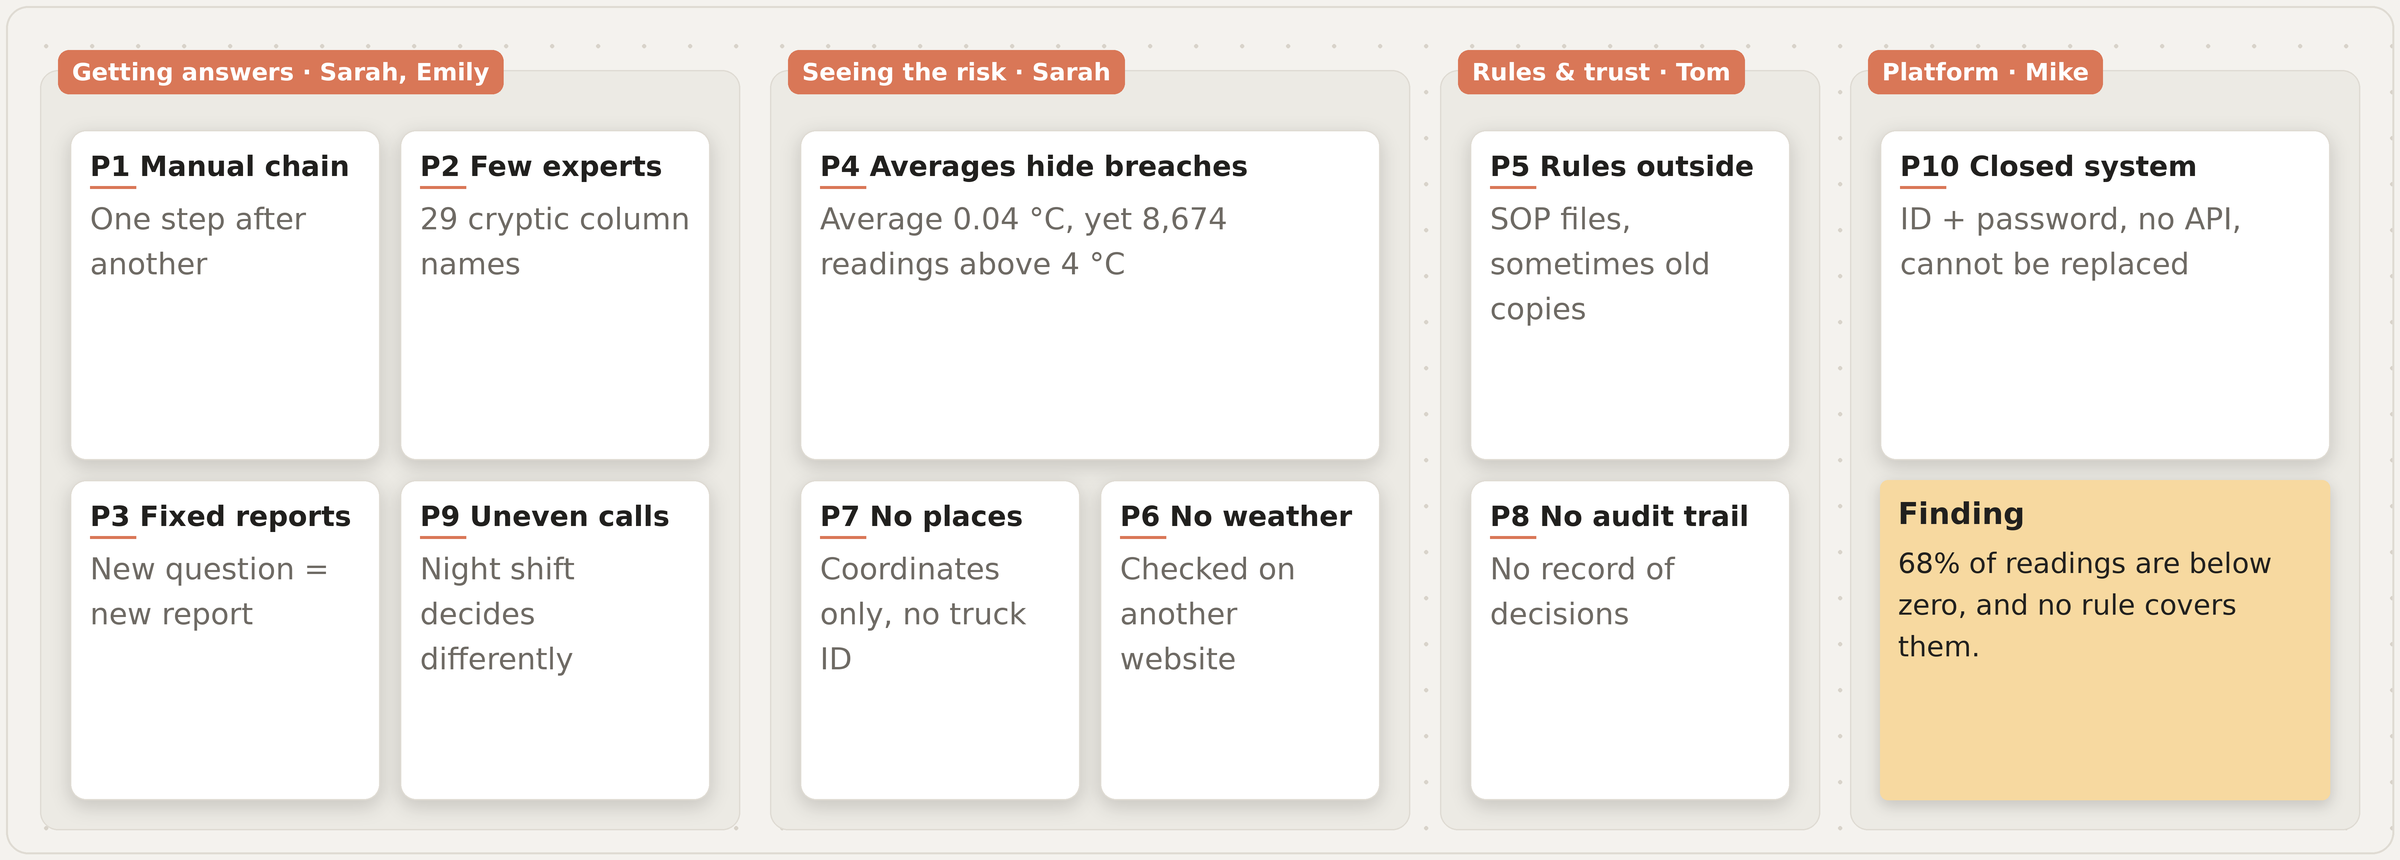 Getting answers · Sarah, Emily
P1 Manual chain
One step after
another
P2 Few experts
29 cryptic column
names
P3 Fixed reports
New question =
new report
P9 Uneven calls
Night shift
decides
differently
Seeing the risk · Sarah
P4 Averages hide breaches
Average 0.04 °C, yet 8,674
readings above 4 °C
P7 No places
Coordinates
only, no truck
ID
P6 No weather
Checked on
another
website
Rules & trust · Tom
P5 Rules outside
SOP files,
sometimes old
copies
P8 No audit trail
No record of
decisions
Platform · Mike
P10 Closed system
ID + password, no API,
cannot be replaced
Finding
68% of readings are below
zero, and no rule covers
them.